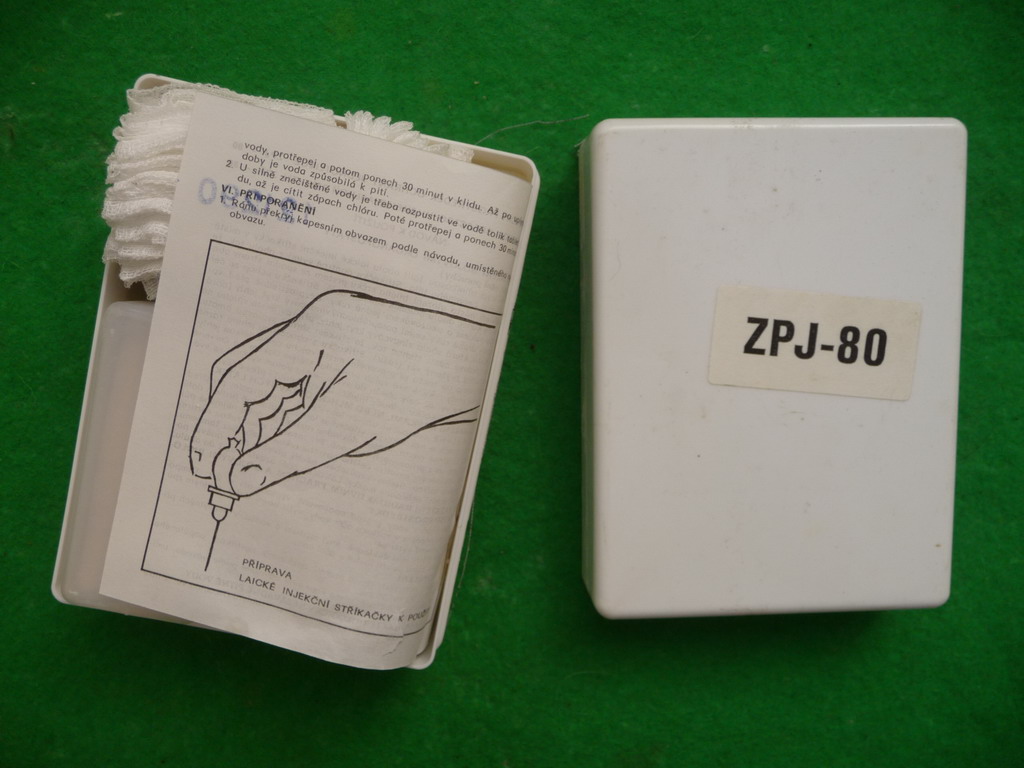 vody, protřepej a potom ponech 30 minut v klidu. Až po
doby je voda způsobilá k pití.
2. U silně znečištěné vody je třeba rozpustit ve vodě tolik
du, až je cítit zápach chlóru. Poté protřepej a ponech 30
VI. PŘIPORANĚNÍ
1. Ránu překryj kapesním obvazem podle návodu, umístěného
obvazu.
PŘÍPRAVA
LAICKÉ INJEKČNÍ STŘÍKAČKY K
ZPJ-80